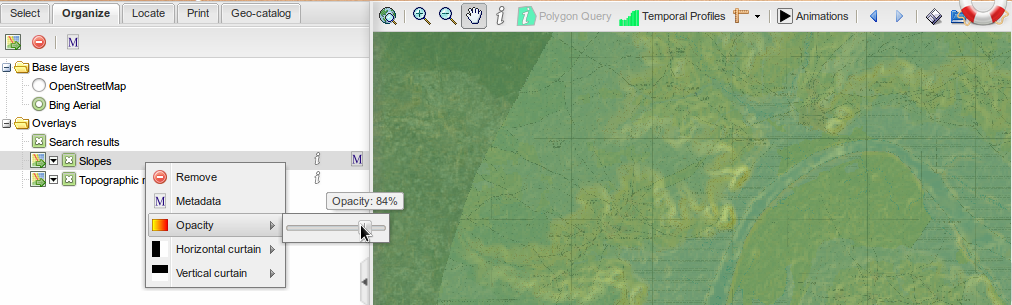 Select Organize Locate Print Geo-catalog
Polygon Query Temporal Profiles Animations
M
Base layers
OpenStreetMap
Bing Aerial
Overlays
Search results
Slopes i M
Topographic i
Remove
Metadata
Opacity: 84%
Opacity
Horizontal curtain
Vertical curtain